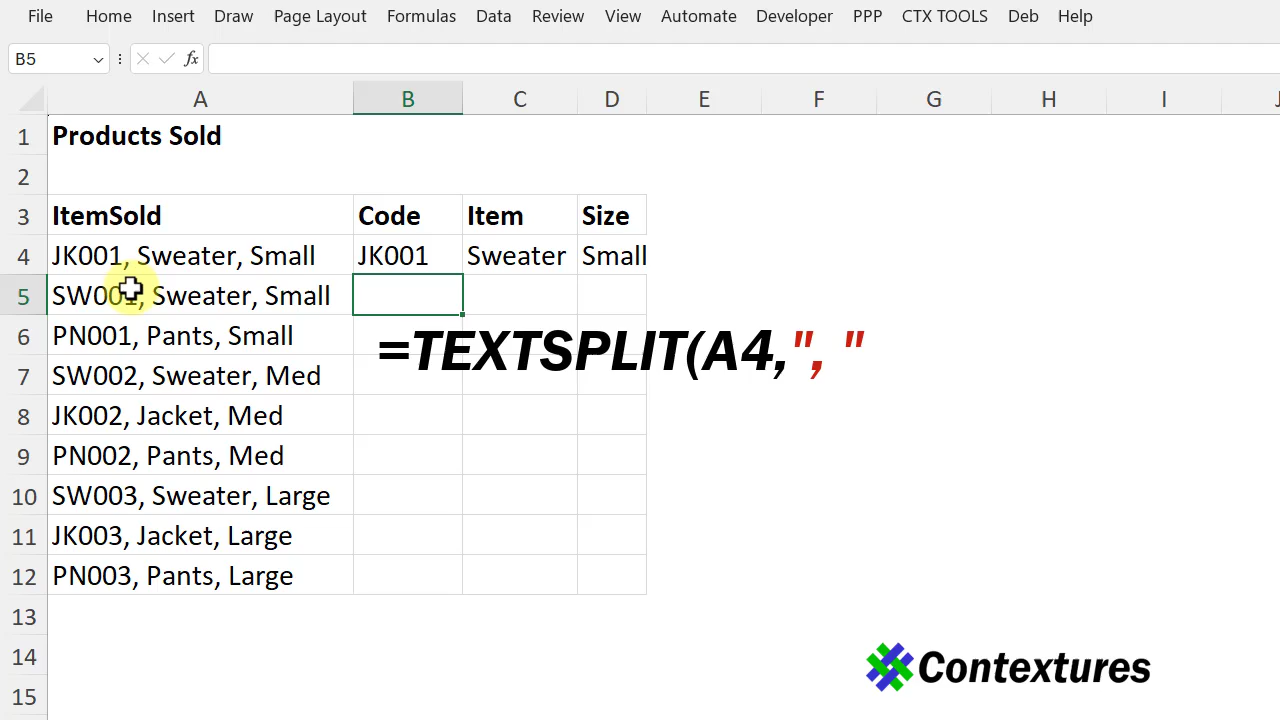 File Home Insert Draw Page Layout Formulas Data Review View Automate Developer PPP CTX TOOLS Deb Help
B5 fx
A B C D E F G H I J
1 Products Sold
2
3 ItemSold Code Item Size
4 JK001, Sweater, Small JK001 Sweater Small
5 SW001, Sweater, Small
6 PN001, Pants, Small
=TEXTSPLIT(A4,", "
7 SW002, Sweater, Med
8 JK002, Jacket, Med
9 PN002, Pants, Med
10 SW003, Sweater, Large
11 JK003, Jacket, Large
12 PN003, Pants, Large
13
14
Contextures
15